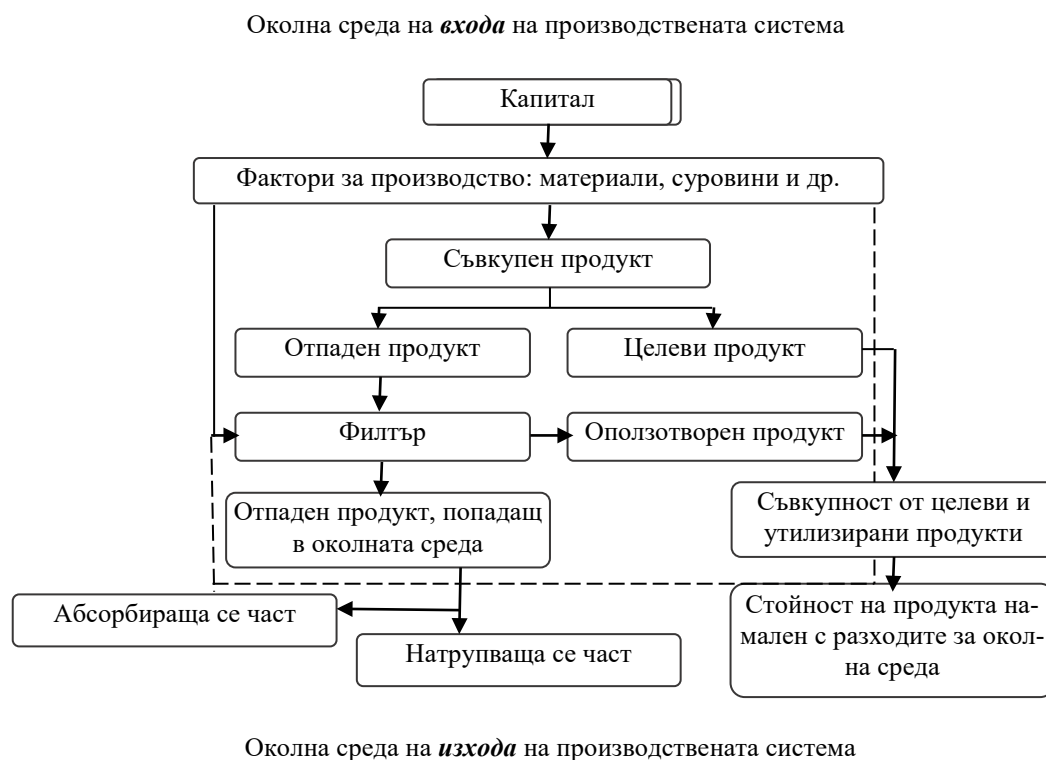 Околна среда на входа на производствената система
Капитал
Фактори за производство: материали, суровини и др.
Съвкупен продукт
Отпаден продукт
Целеви продукт
Филтър
Оползотворен продукт
Отпаден продукт, попадащ
в околната среда
Съвкупност от целеви и
утилизирани продукти
Абсорбираща се част
Натрупваща се част
Стойност на продукта на-
мален с разходите за окол-
на среда
Околна среда на изхода на производствената система